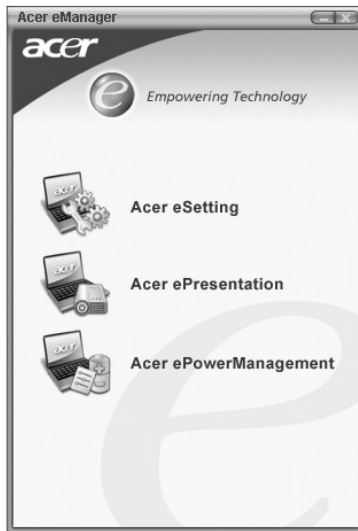 Acer eManager
acer
e Empowering Technology
Acer eSetting
Acer ePresentation
Acer ePowerManagement